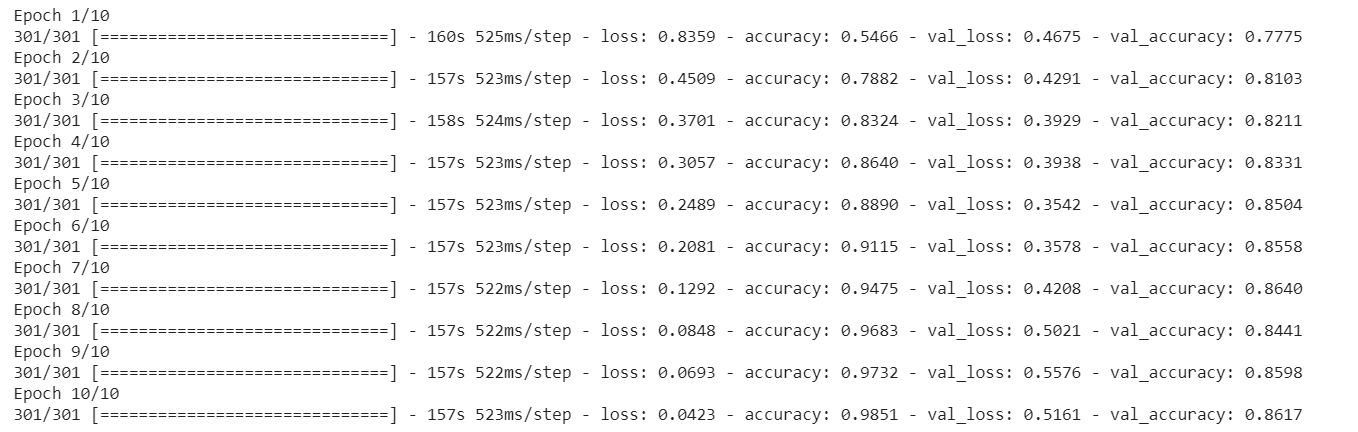 Epoch 1/10
301/301 [==============================] - 160s 525ms/step - loss: 0.8359 - accuracy: 0.5466 - val_loss: 0.4675 - val_accuracy: 0.7775
Epoch 2/10
301/301 [==============================] - 157s 523ms/step - loss: 0.4509 - accuracy: 0.7882 - val_loss: 0.4291 - val_accuracy: 0.8103
Epoch 3/10
301/301 [==============================] - 158s 524ms/step - loss: 0.3701 - accuracy: 0.8324 - val_loss: 0.3929 - val_accuracy: 0.8211
Epoch 4/10
301/301 [==============================] - 157s 523ms/step - loss: 0.3057 - accuracy: 0.8640 - val_loss: 0.3938 - val_accuracy: 0.8331
Epoch 5/10
301/301 [==============================] - 157s 523ms/step - loss: 0.2489 - accuracy: 0.8890 - val_loss: 0.3542 - val_accuracy: 0.8504
Epoch 6/10
301/301 [==============================] - 157s 523ms/step - loss: 0.2081 - accuracy: 0.9115 - val_loss: 0.3578 - val_accuracy: 0.8558
Epoch 7/10
301/301 [==============================] - 157s 522ms/step - loss: 0.1292 - accuracy: 0.9475 - val_loss: 0.4208 - val_accuracy: 0.8640
Epoch 8/10
301/301 [==============================] - 157s 522ms/step - loss: 0.0848 - accuracy: 0.9683 - val_loss: 0.5021 - val_accuracy: 0.8441
Epoch 9/10
301/301 [==============================] - 157s 522ms/step - loss: 0.0693 - accuracy: 0.9732 - val_loss: 0.5576 - val_accuracy: 0.8598
Epoch 10/10
301/301 [==============================] - 157s 523ms/step - loss: 0.0423 - accuracy: 0.9851 - val_loss: 0.5161 - val_accuracy: 0.8617